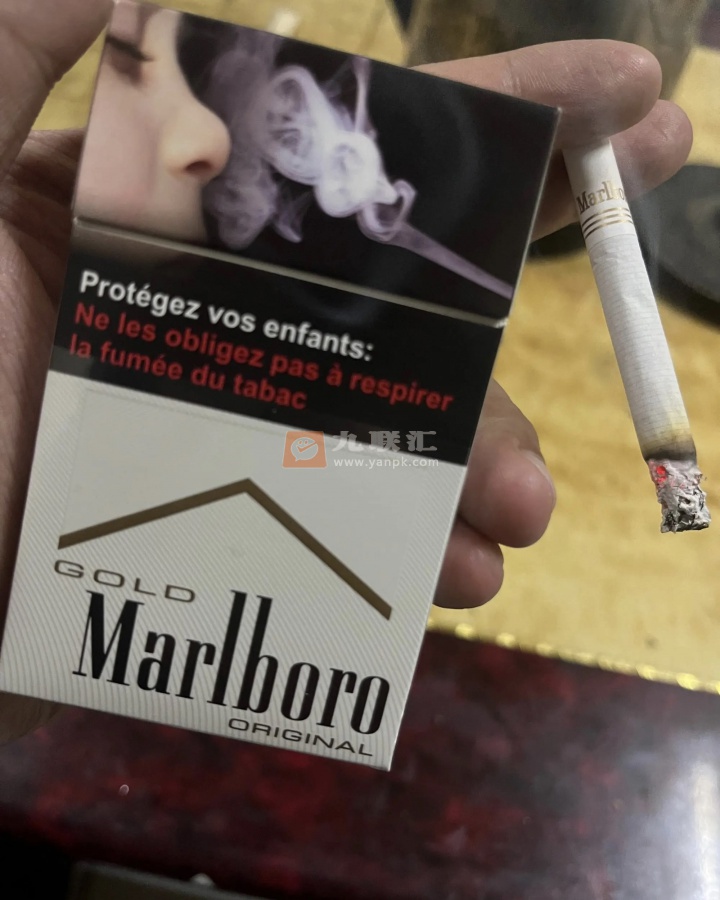 Protégez vos enfants:
Ne les obligez pas à respirer
la fumée du tabac
九联汇
www.yanpk.com
GOLD
Marlboro
ORIGINAL